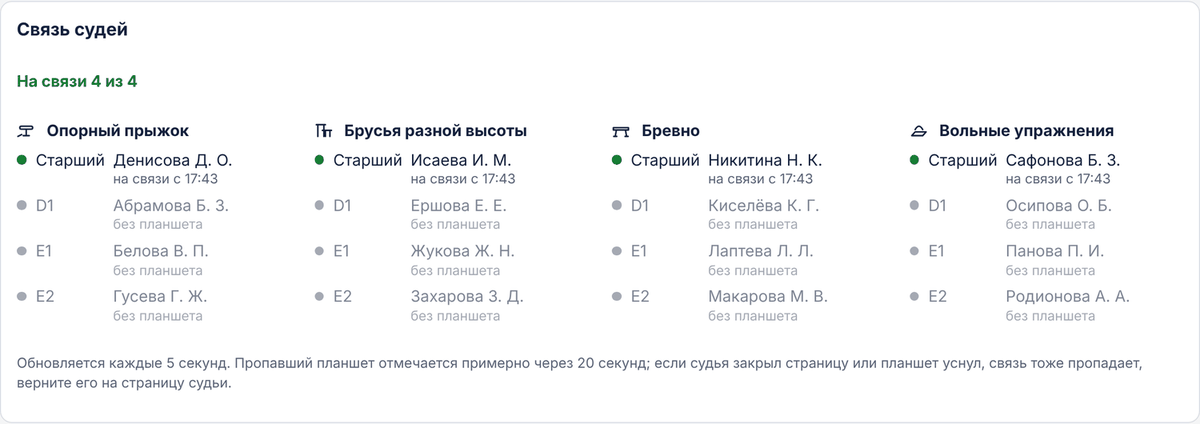 Связь судей
На связи 4 из 4
Опорный прыжок
Старший Денисова Д. О.
на связи с 17:43
D1 Абрамова Б. З.
без планшета
E1 Белова В. П.
без планшета
E2 Гусева Г. Ж.
без планшета
Брусья разной высоты
Старший Исаева И. М.
на связи с 17:43
D1 Ершова Е. Е.
без планшета
E1 Жукова Ж. Н.
без планшета
E2 Захарова З. Д.
без планшета
Бревно
Старший Никитина Н. К.
на связи с 17:43
D1 Киселёва К. Г.
без планшета
E1 Лаптева Л. Л.
без планшета
E2 Макарова М. В.
без планшета
Вольные упражнения
Старший Сафонова Б. З.
на связи с 17:43
D1 Осипова О. Б.
без планшета
E1 Панова П. И.
без планшета
E2 Родионова А. А.
без планшета
Обновляется каждые 5 секунд. Пропавший планшет отмечается примерно через 20 секунд; если судья закрыл страницу или планшет уснул, связь тоже пропадает,
верните его на страницу судьи.